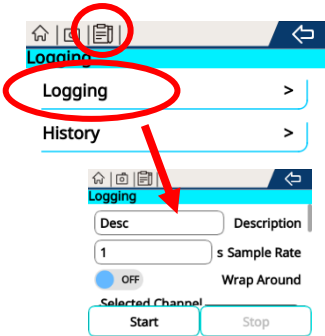 Logging
Logging >
History >
Logging
Desc Description
1 s Sample Rate
OFF Wrap Around
Selected Channel
Start Stop